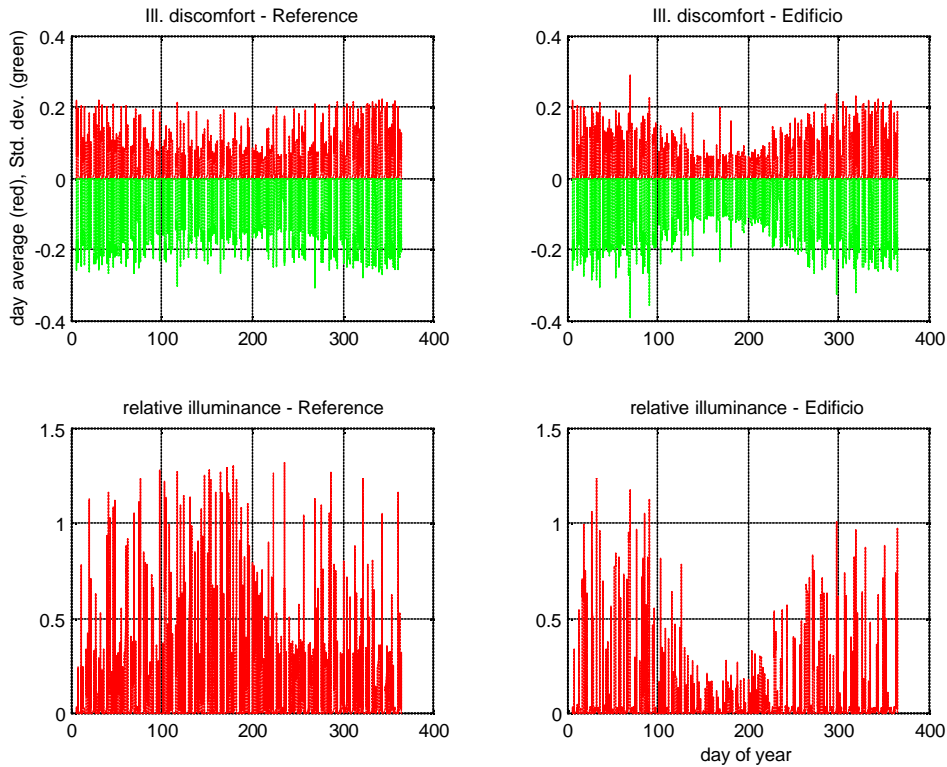 Ill. discomfort - Reference
Ill. discomfort - Edificio
day average (red), Std. dev. (green)
0.4
0.2
0
-0.2
-0.4
0 100 200 300 400
0.4
0.2
0
-0.2
-0.4
0 100 200 300 400
relative illuminance - Reference
relative illuminance - Edificio
1.5
1
0.5
0
0 100 200 300 400
1.5
1
0.5
0
0 100 200 300 400
day of year